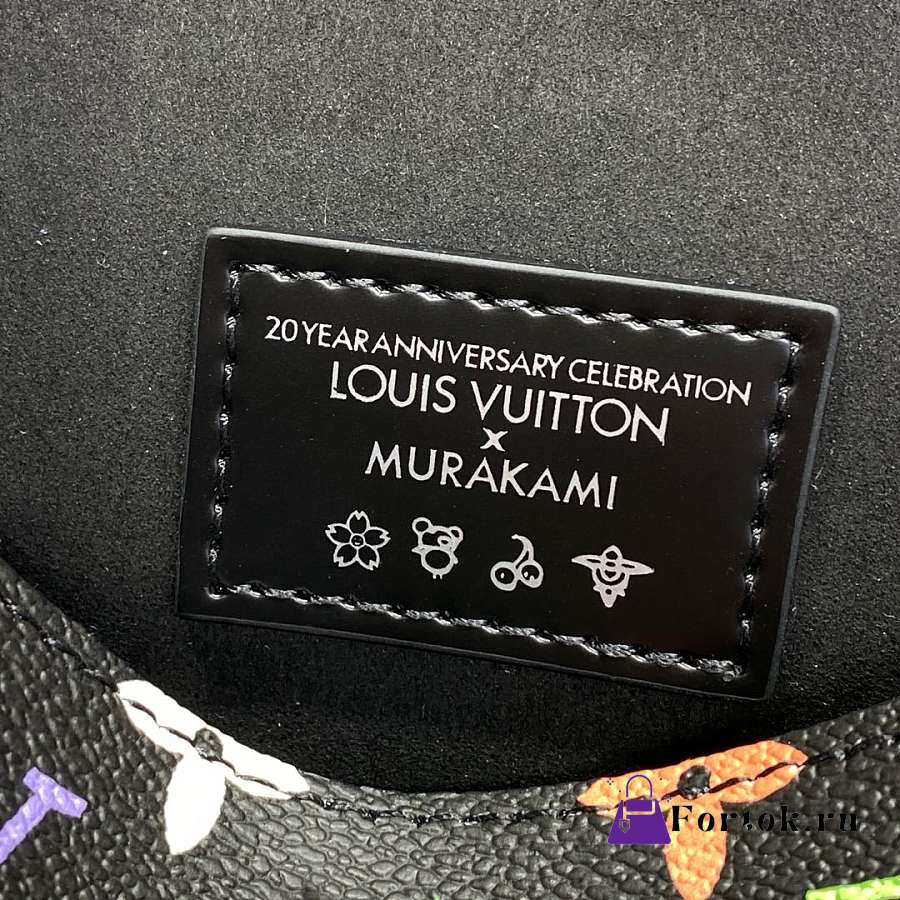 20 YEAR ANNIVERSARY CELEBRATION
LOUIS VUITTON
x
MURAKAMI
Fortok.ru